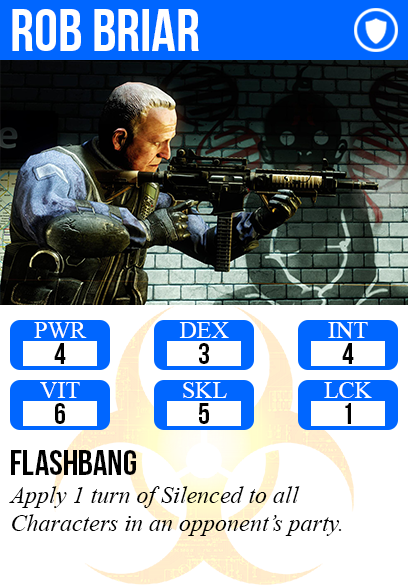 ROB BRIAR
PWR DEX INT
4 3 4
VIT SKL LCK
6 5 1
FLASHBANG
Apply 1 turn of Silenced to all
Characters in an opponent's party.